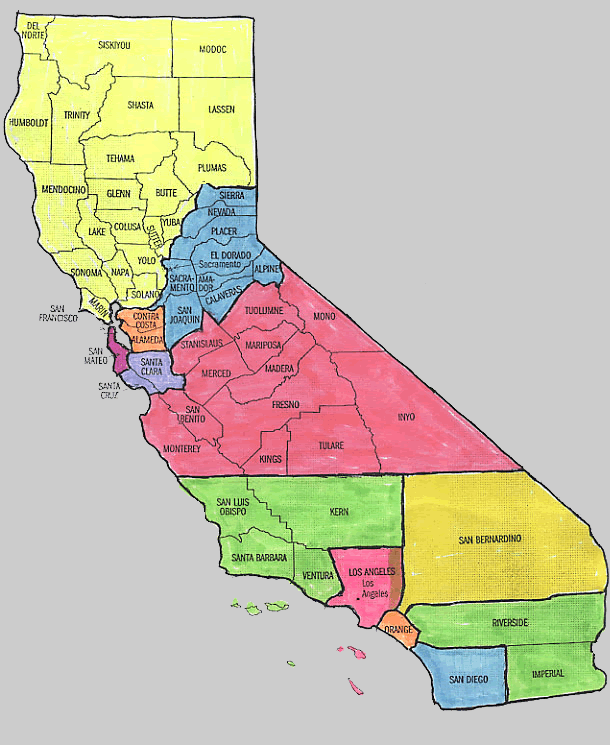 DEL
NORTE
SISKIYOU
MODOC
HUMBOLDT
TRINITY
SHASTA
LASSEN
TEHAMA
PLUMAS
MENDOCINO
GLENN
BUTTE
SIERRA
NEVADA
LAKE
COLUSA
SUTTER
YUBA
PLACER
EL DORADO
Sacramento
YOLO
SONOMA
NAPA
SACRA-
MENTO
AMA-
DOR
ALPINE
SOLANO
CALAVERAS
MARIN
SAN
FRANCISCO
CONTRA
COSTA
SAN
JOAQUIN
TUOLUMNE
MONO
ALAMEDA
STANISLAUS
MARIPOSA
SAN
MATEO
SANTA
CLARA
MERCED
MADERA
SANTA
CRUZ
FRESNO
INYO
SAN
BENITO
MONTEREY
KINGS
TULARE
SAN LUIS
OBISPO
KERN
SAN BERNARDINO
SANTA BARBARA
VENTURA
LOS ANGELES
Los
Angeles
ORANGE
RIVERSIDE
SAN DIEGO
IMPERIAL